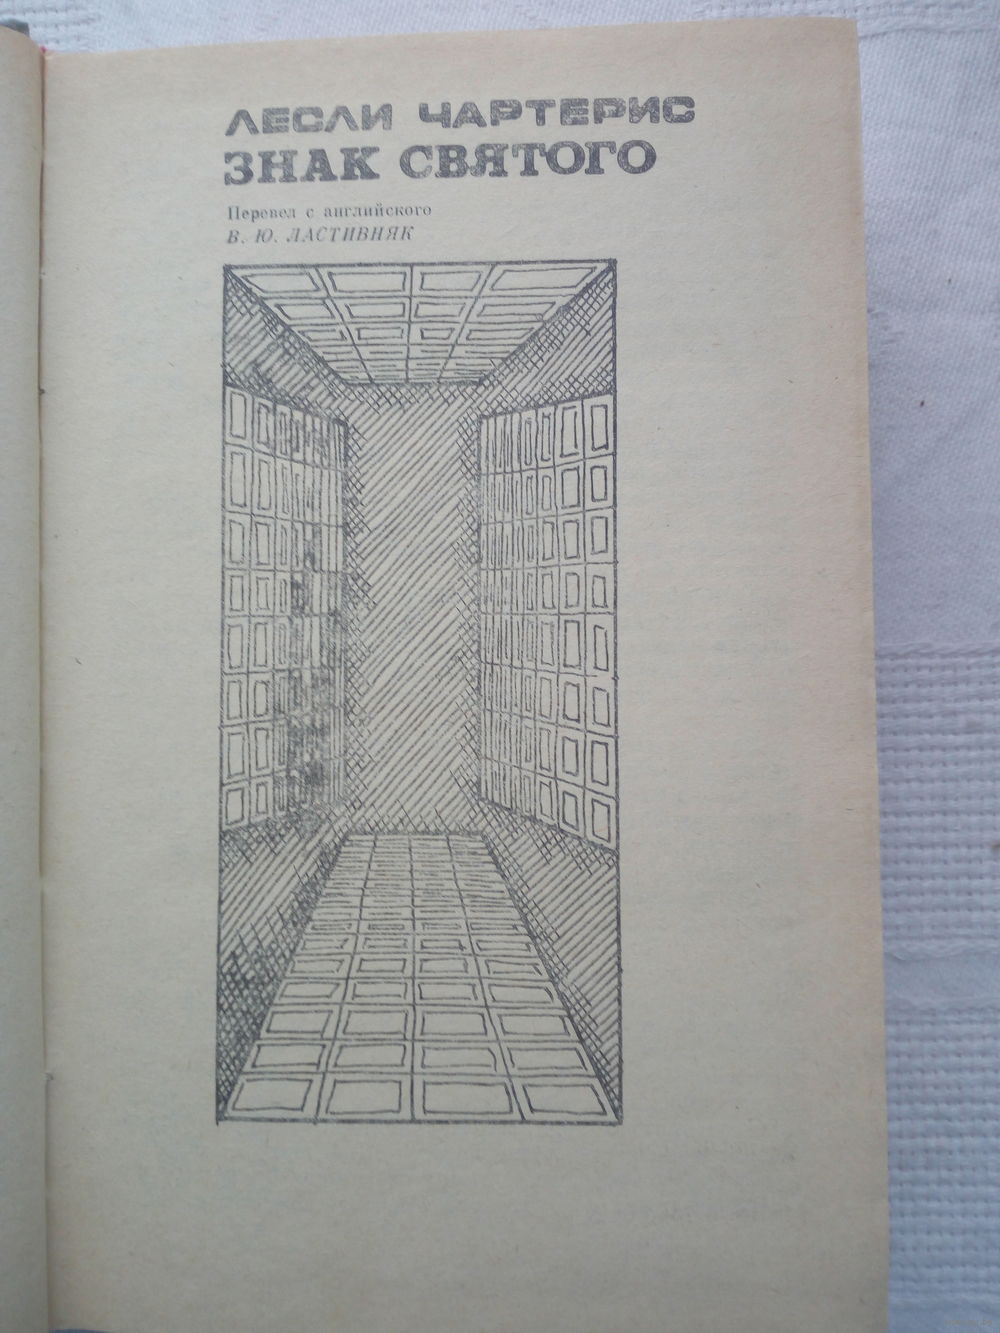 ЛЕСЛИ ЧАРТЕРИС
ЗНАК СВЯТОГО
Перевел с английского
В. Ю. ЛАСТИВНЯК